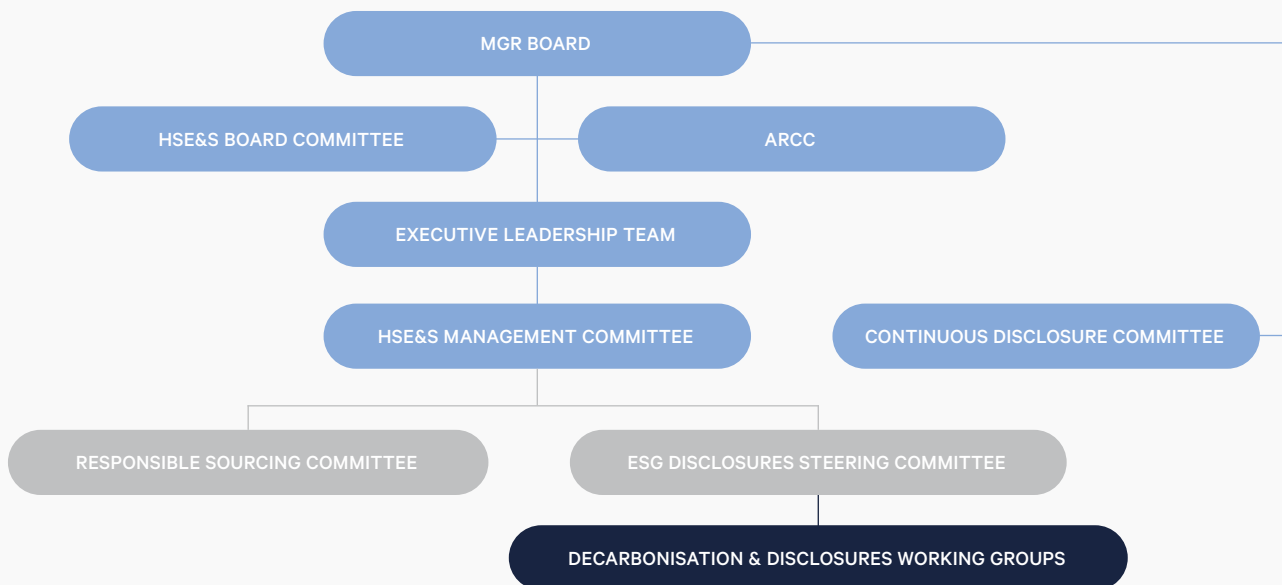 MGR BOARD
HSE&S BOARD COMMITTEE
ARCC
EXECUTIVE LEADERSHIP TEAM
HSE&S MANAGEMENT COMMITTEE
CONTINUOUS DISCLOSURE COMMITTEE
RESPONSIBLE SOURCING COMMITTEE
ESG DISCLOSURES STEERING COMMITTEE
DECARBONISATION & DISCLOSURES WORKING GROUPS